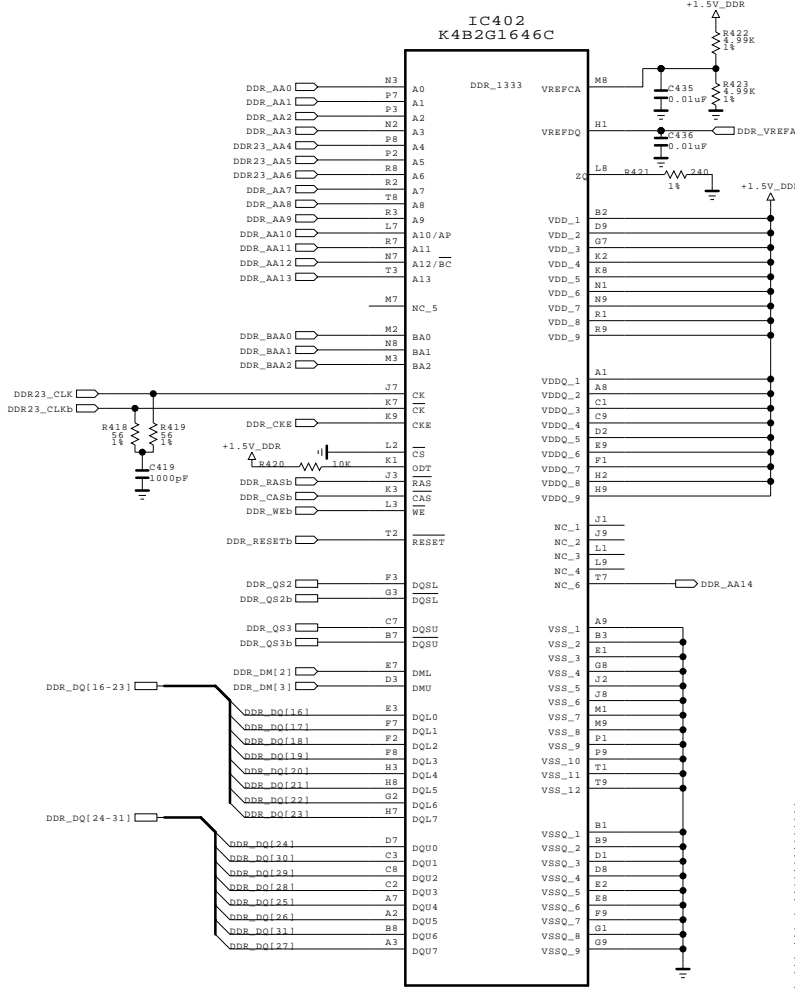 +1.5V_DDR
IC402
K4B2G1646C
R422
4.99K
1%
DDR_1333
DDR_AA0 N3 A0
VREFCA M8
C435
0.01uF
R423
4.99K
1%
DDR_AA1 P7 A1
DDR_AA2 P3 A2
DDR_AA3 N2 A3
VREFDQ H1
DDR_VREFA
C436
0.01uF
DDR23_AA4 P8 A4
DDR23_AA5 P2 A5
DDR23_AA6 R8 A6
ZQ L8 R421 240
1%
+1.5V_DD
DDR_AA7 R2 A7
DDR_AA8 T8 A8
DDR_AA9 R3 A9
DDR_AA10 L7 A10/AP
DDR_AA11 R7 A11
DDR_AA12 N7 A12/BC
DDR_AA13 T3 A13
M7 NC_5
VDD_1 B2
VDD_2 D9
VDD_3 G7
VDD_4 K2
VDD_5 K8
VDD_6 N1
VDD_7 N9
VDD_8 R1
VDD_9 R9
DDR_BAA0 M2 BA0
DDR_BAA1 N8 BA1
DDR_BAA2 M3 BA2
DDR23_CLK J7 CK
DDR23_CLKb K7 CK
DDR_CKE K9 CKE
R418
56
1%
R419
56
1%
C419
1000pF
+1.5V_DDR
L2 CS
R420 10K K1 ODT
DDR_RASb J3 RAS
DDR_CASb K3 CAS
DDR_WEb L3 WE
DDR_RESETb T2 RESET
VDDQ_1 A1
VDDQ_2 A8
VDDQ_3 C1
VDDQ_4 C9
VDDQ_5 D2
VDDQ_6 E9
VDDQ_7 F1
VDDQ_8 H2
VDDQ_9 H9
NC_1 J1
NC_2 J9
NC_3 L1
NC_4 L9
NC_6 T7 DDR_AA14
DDR_QS2 F3 DQSL
DDR_QS2b G3 DQSL
DDR_QS3 C7 DQSU
DDR_QS3b B7 DQSU
DDR_DM[2] E7 DML
DDR_DM[3] D3 DMU
DDR_DQ[16-23]
DDR_DQ[16] E3 DQL0
DDR_DQ[17] F7 DQL1
DDR_DQ[18] F2 DQL2
DDR_DQ[19] F8 DQL3
DDR_DQ[20] H3 DQL4
DDR_DQ[21] H8 DQL5
DDR_DQ[22] G2 DQL6
DDR_DQ[23] H7 DQL7
DDR_DQ[24-31]
DDR_DQ[24] D7 DQU0
DDR_DQ[30] C3 DQU1
DDR_DQ[29] C8 DQU2
DDR_DQ[28] C2 DQU3
DDR_DQ[25] A7 DQU4
DDR_DQ[26] A2 DQU5
DDR_DQ[31] B8 DQU6
DDR_DQ[27] A3 DQU7
VSS_1 A9
VSS_2 B3
VSS_3 E1
VSS_4 G8
VSS_5 J2
VSS_6 J8
VSS_7 M1
VSS_8 M9
VSS_9 P1
VSS_10 P9
VSS_11 T1
VSS_12 T9
VSSQ_1 B1
VSSQ_2 B9
VSSQ_3 D1
VSSQ_4 D8
VSSQ_5 E2
VSSQ_6 E8
VSSQ_7 F9
VSSQ_8 G1
VSSQ_9 G9